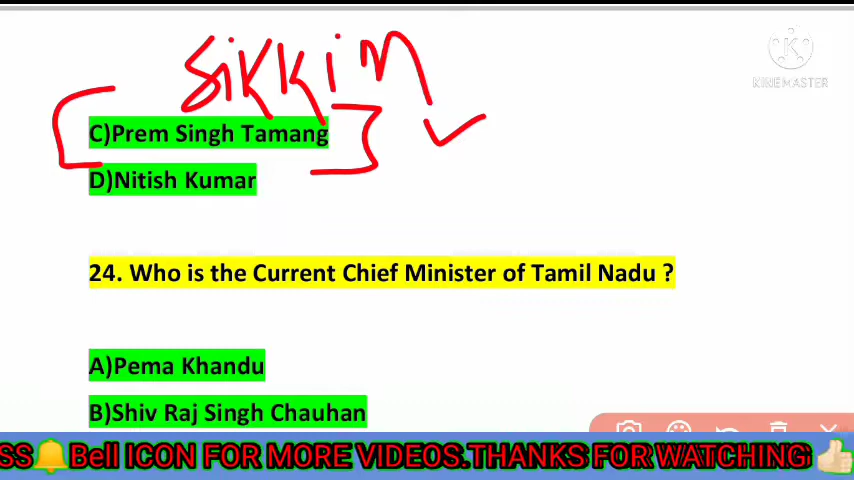 SiKKiM
KINEMASTER
C)Prem Singh Tamang
D)Nitish Kumar
24. Who is the Current Chief Minister of Tamil Nadu ?
A)Pema Khandu
B)Shiv Raj Singh Chauhan
SS🔔Bell ICON FOR MORE VIDEOS.THANKS FOR WATCHING👍